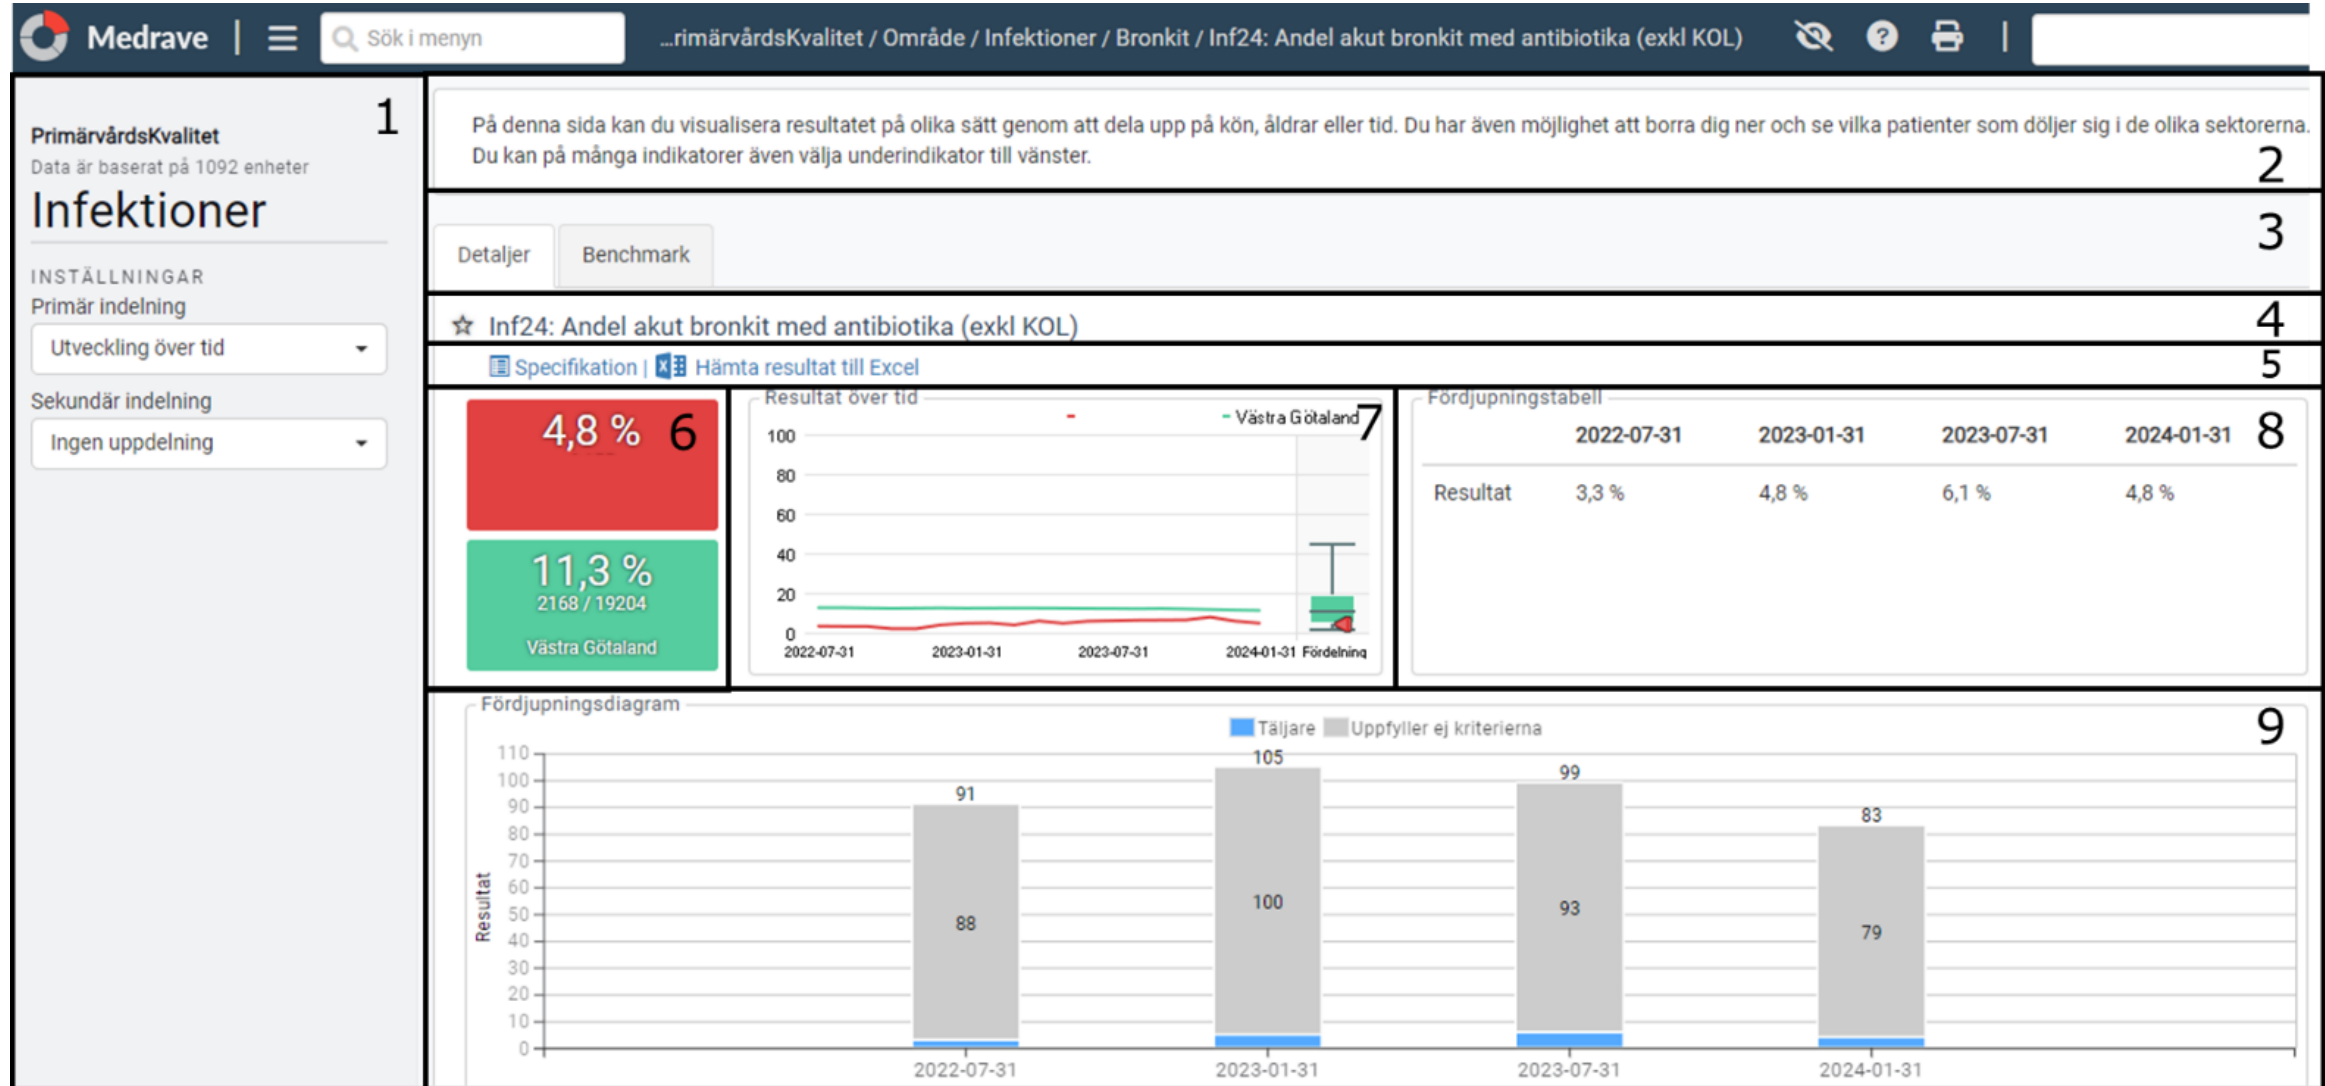 Medrave
Sök i menyn
...rimärvårdsKvalitet / Område / Infektioner / Bronkit / Inf24: Andel akut bronkit med antibiotika (exkl KOL)
1
PrimärvårdsKvalitet
Data är baserat på 1092 enheter
Infektioner
INSTÄLLNINGAR
Primär indelning
Utveckling över tid
Sekundär indelning
Ingen uppdelning
På denna sida kan du visualisera resultatet på olika sätt genom att dela upp på kön, åldrar eller tid. Du har även möjlighet att borra dig ner och se vilka patienter som döljer sig i de olika sektorerna.
Du kan på många indikatorer även välja underindikator till vänster.
2
3
Detaljer Benchmark
Inf24: Andel akut bronkit med antibiotika (exkl KOL)
4
Specifikation | Hämta resultat till Excel
5
4,8 %
6
11,3 %
2168 / 19204
Västra Götaland
Resultat över tid
Västra Götaland
7
100
80
60
40
20
0
2022-07-31 2023-01-31 2023-07-31 2024-01-31 Fördelning
Fördjupningstabell
8
2022-07-31 2023-01-31 2023-07-31 2024-01-31
Resultat 3,3 % 4,8 % 6,1 % 4,8 %
Fördjupningsdiagram
9
Täljare Uppfyller ej kriterierna
Resultat
110
100
90
80
70
60
50
40
30
20
10
0
91
88
105
100
99
93
83
79
2022-07-31 2023-01-31 2023-07-31 2024-01-31